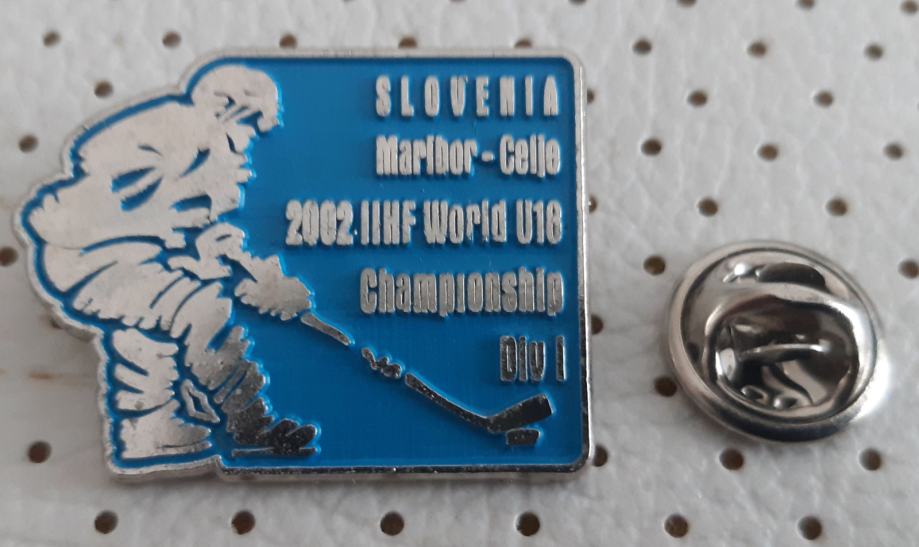 SLOVENIA
Maribor - Celje
2002 IIHF World U18
Championship
Div I